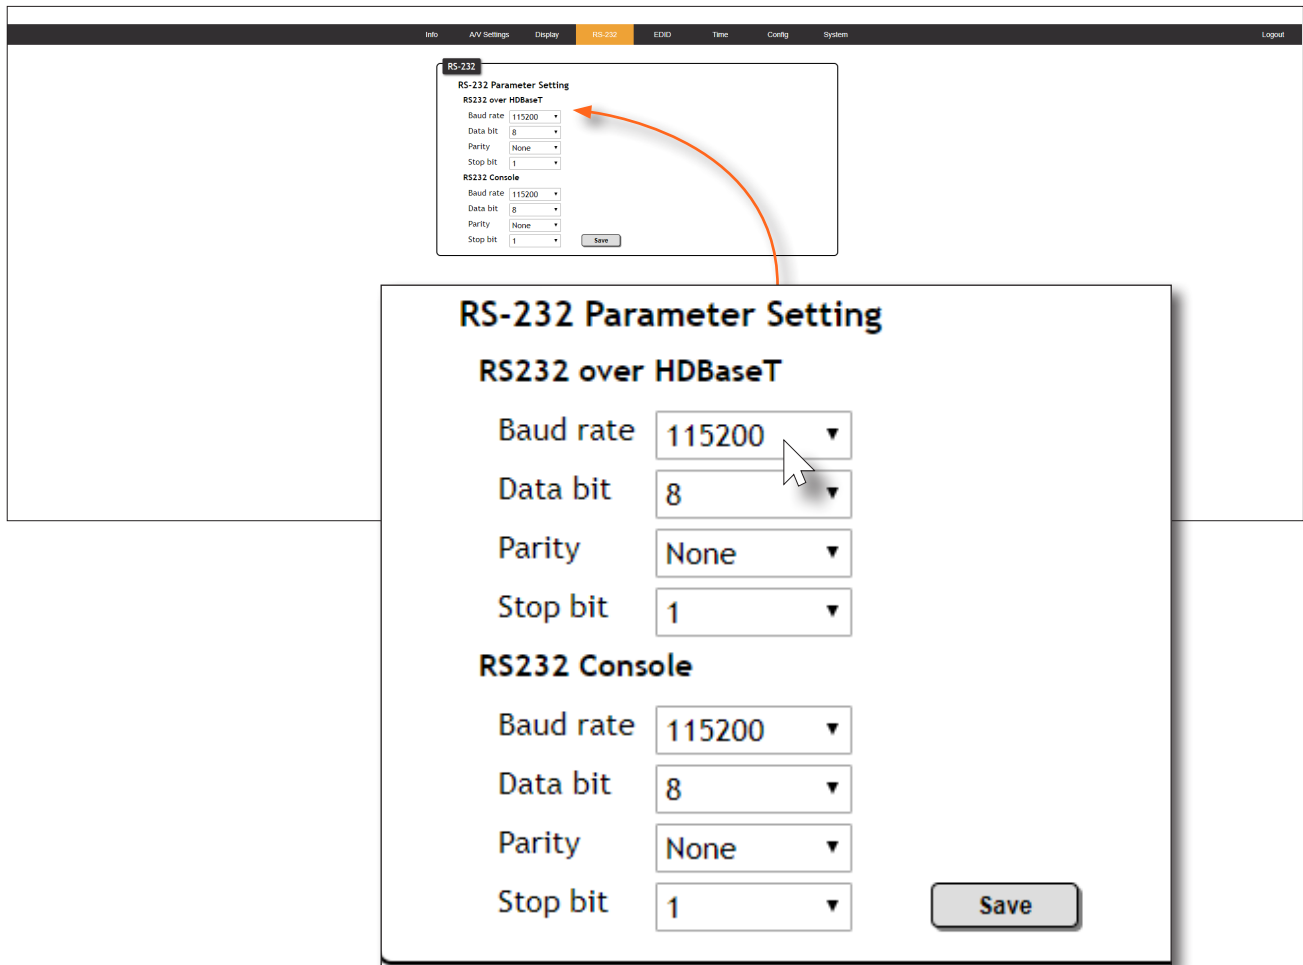 Info A/V Settings Display RS-232 EDID Time Config System Logout
RS-232
RS-232 Parameter Setting
RS232 over HDBaseT
Baud rate 115200
Data bit 8
Parity None
Stop bit 1
RS232 Console
Baud rate 115200
Data bit 8
Parity None
Stop bit 1 Save
RS-232 Parameter Setting
RS232 over HDBaseT
Baud rate 115200
Data bit 8
Parity None
Stop bit 1
RS232 Console
Baud rate 115200
Data bit 8
Parity None
Stop bit 1 Save